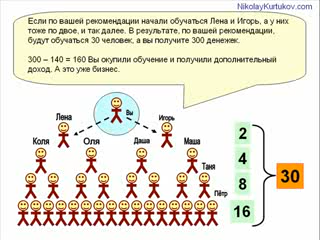 NikolayKurtukov.com
Если по вашей рекомендации начали обучаться Лена и Игорь, а у них
тоже по двое, и так далее. В результате, по вашей рекомендации,
будут обучаться 30 человек, а вы получите 300 денежек.
300 – 140 = 160 Вы окупили обучение и получили дополнительный
доход. А это уже бизнес.
Лена
Вы
Игорь
2
Коля
Оля
Даша
Маша
4
Таня
8
30
Пётр
16